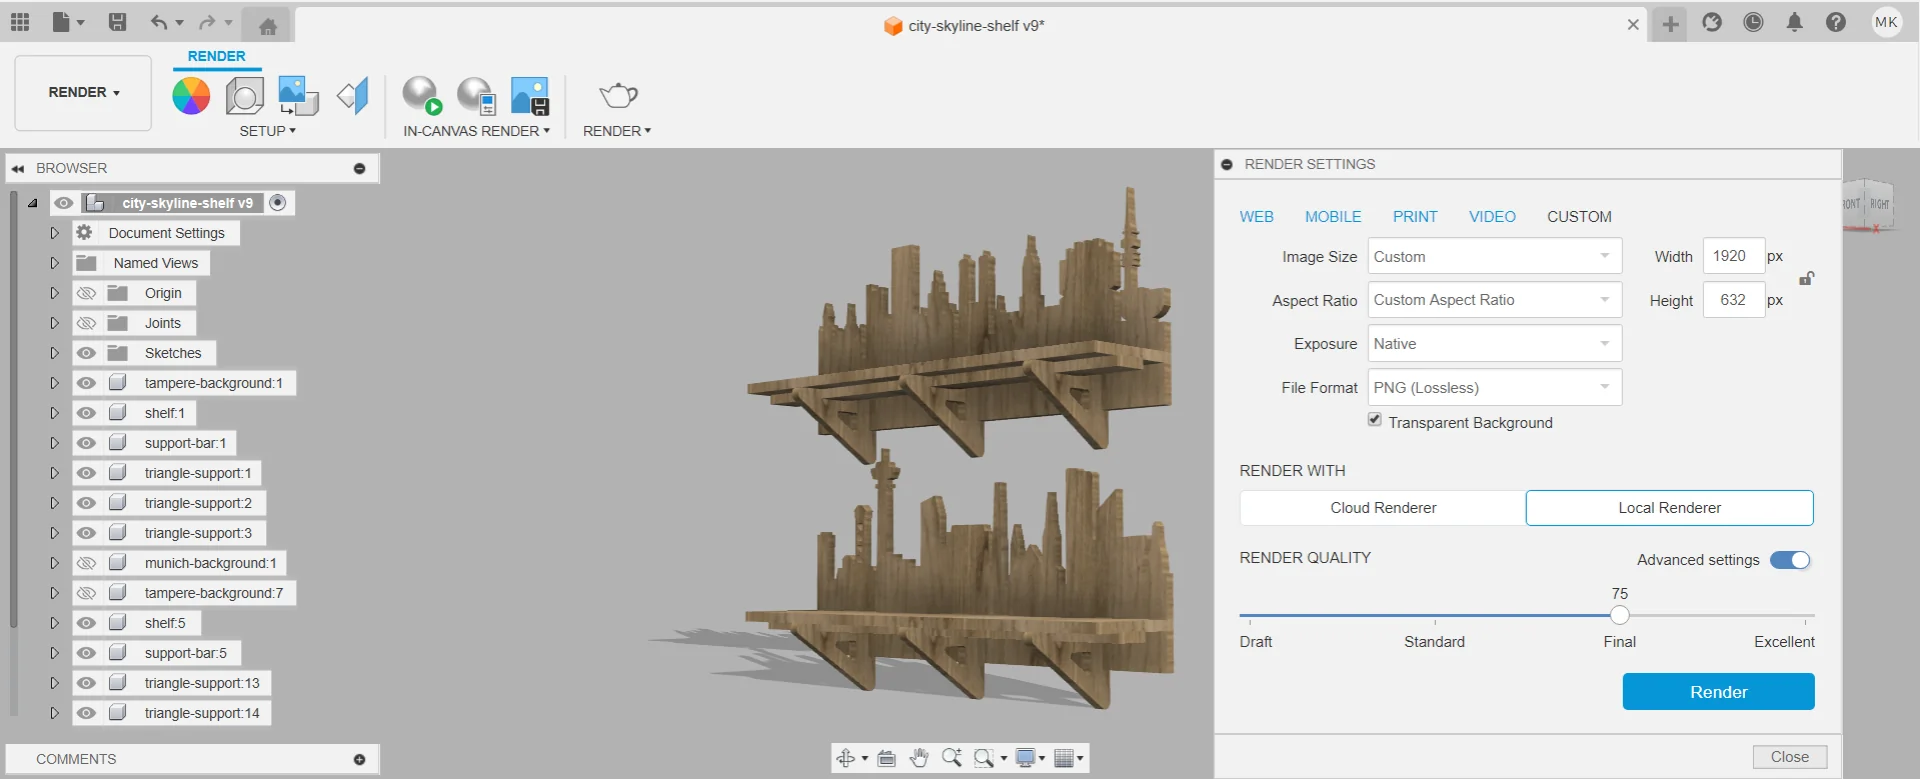 city-skyline-shelf v9*
MK
RENDER
RENDER
SETUP
IN-CANVAS RENDER
RENDER
BROWSER
city-skyline-shelf v9
Document Settings
Named Views
Origin
Joints
Sketches
tampere-background:1
shelf:1
support-bar:1
triangle-support:1
triangle-support:2
triangle-support:3
munich-background:1
tampere-background:7
shelf:5
support-bar:5
triangle-support:13
triangle-support:14
COMMENTS
RENDER SETTINGS
WEB MOBILE PRINT VIDEO CUSTOM
Image Size Custom Width 1920 px
Aspect Ratio Custom Aspect Ratio Height 632 px
Exposure Native
File Format PNG (Lossless)
Transparent Background
RENDER WITH
Cloud Renderer Local Renderer
RENDER QUALITY Advanced settings
75
Draft Standard Final Excellent
Render
Close
RONT RIGHT
X